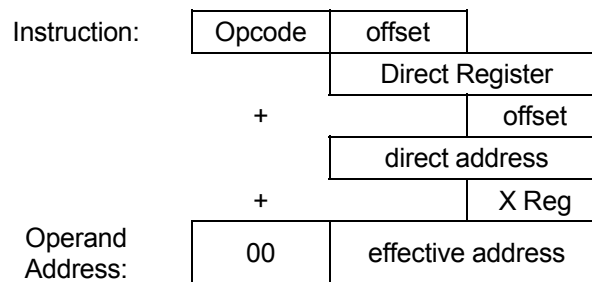 Instruction: Opcode offset
Direct Register
+ offset
direct address
+ X Reg
Operand
Address: 00 effective address